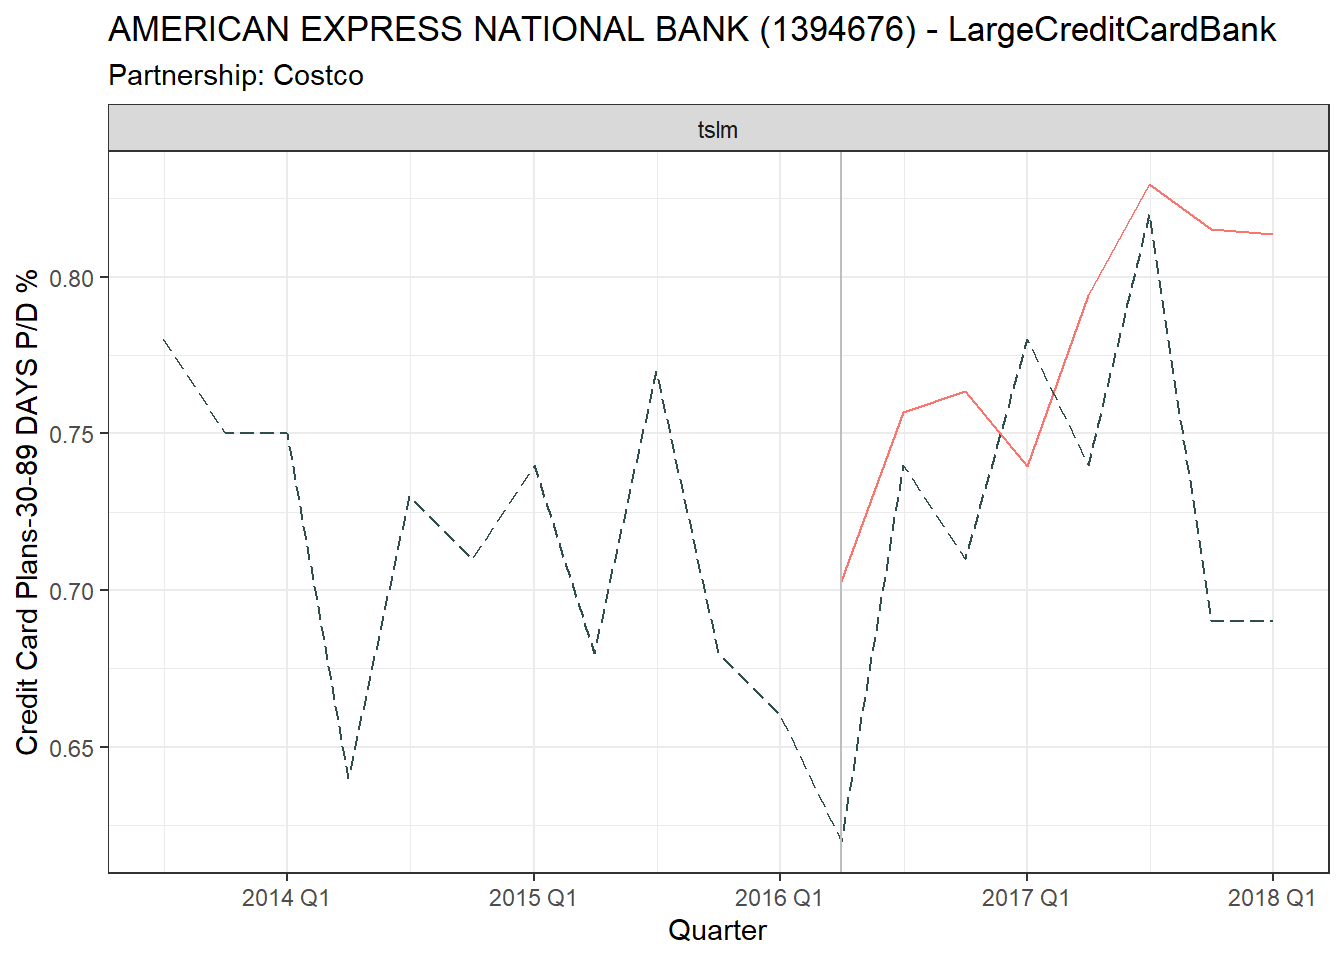 AMERICAN EXPRESS NATIONAL BANK (1394676) - LargeCreditCardBank
Partnership: Costco
tslm
Credit Card Plans-30-89 DAYS P/D %
0.80
0.75
0.70
0.65
2014 Q1
2015 Q1
2016 Q1
2017 Q1
2018 Q1
Quarter